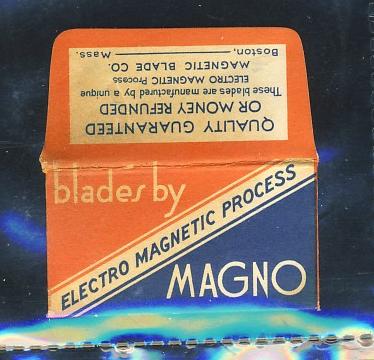 QUALITY GUARANTEED
OR MONEY REFUNDED
These blades are manufactured by a unique
ELECTRO MAGNETIC Process
MAGNETIC BLADE CO.
Boston, Mass.
blades by
ELECTRO MAGNETIC PROCESS
MAGNO